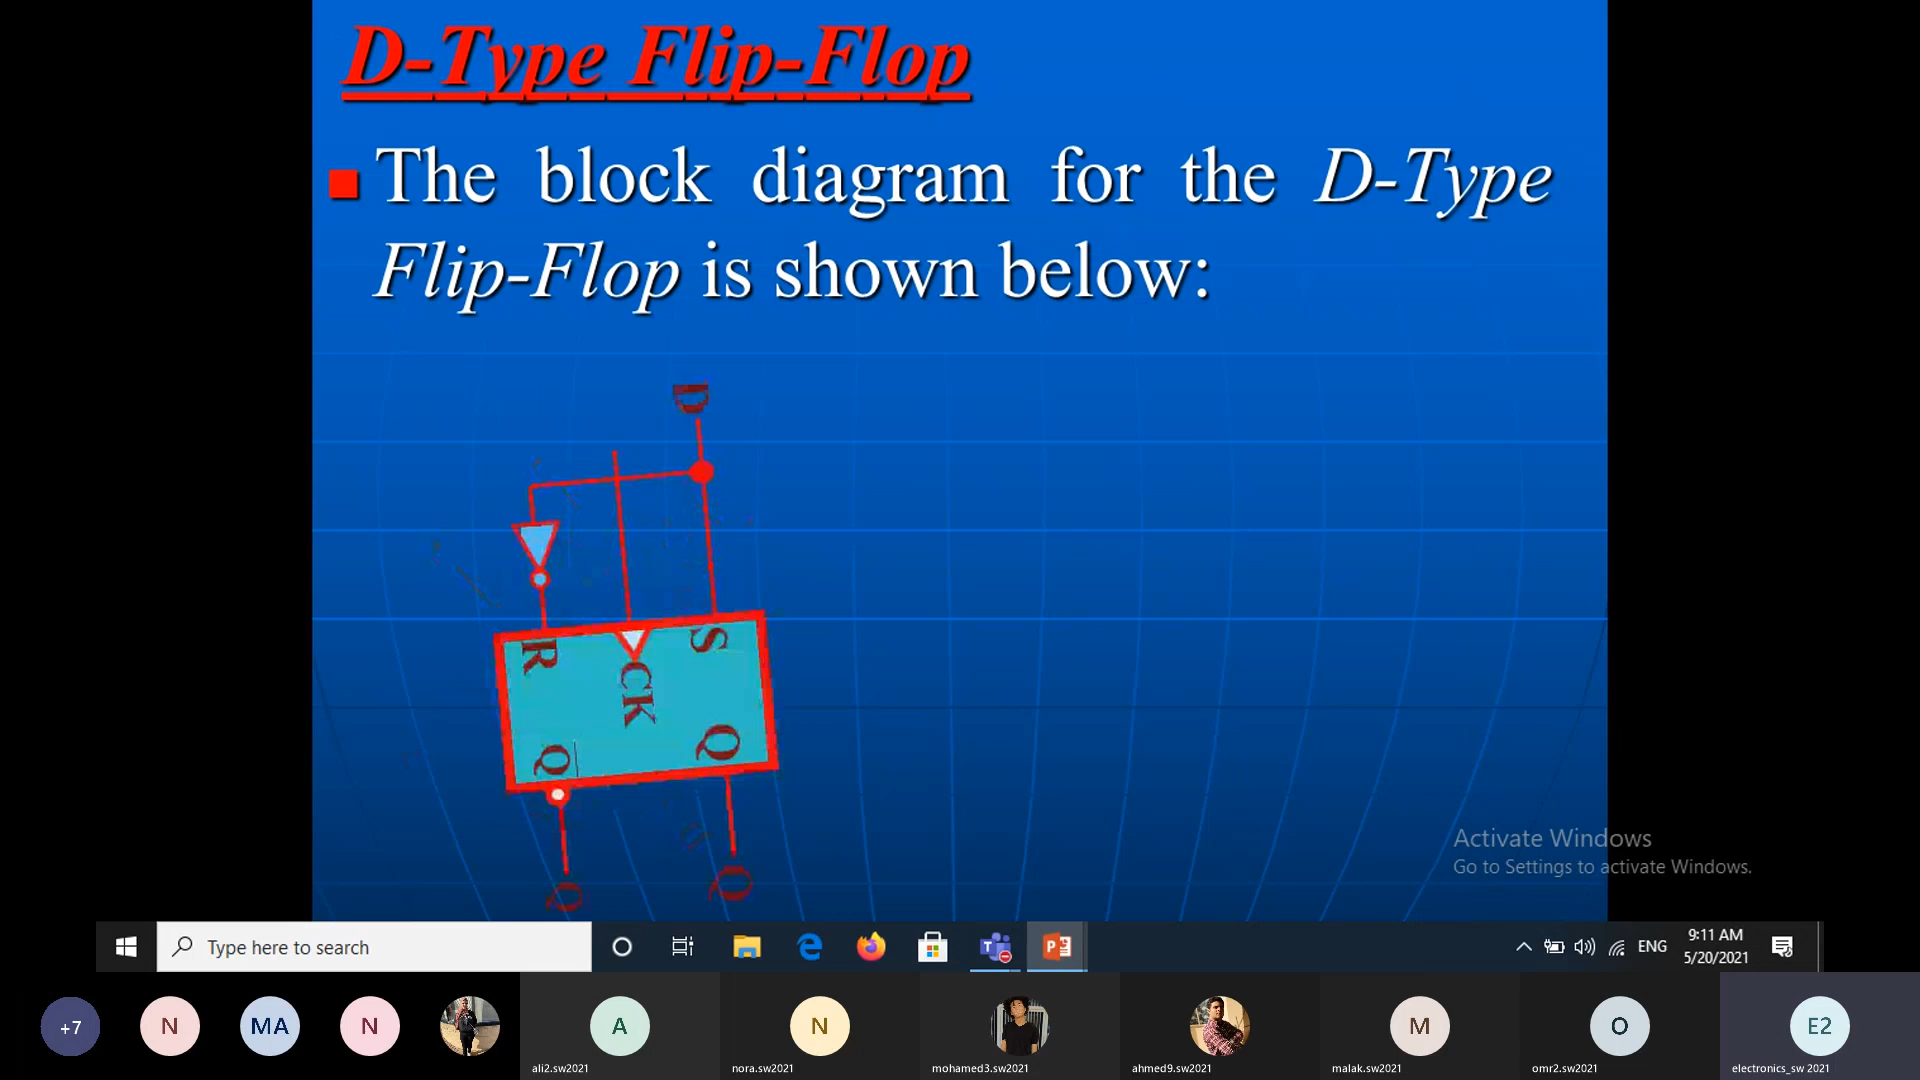 D-Type Flip-Flop
The block diagram for the D-Type
Flip-Flop is shown below:
D
R
CK
S
Q
Q
Q
Q
Activate Windows
Go to Settings to activate Windows.
Type here to search
ENG
9:11 AM
5/20/2021
+7
N
MA
N
A
N
M
O
E2
ali2.sw2021
nora.sw2021
mohamed3.sw2021
ahmed9.sw2021
malak.sw2021
omr2.sw2021
electronics_sw 2021